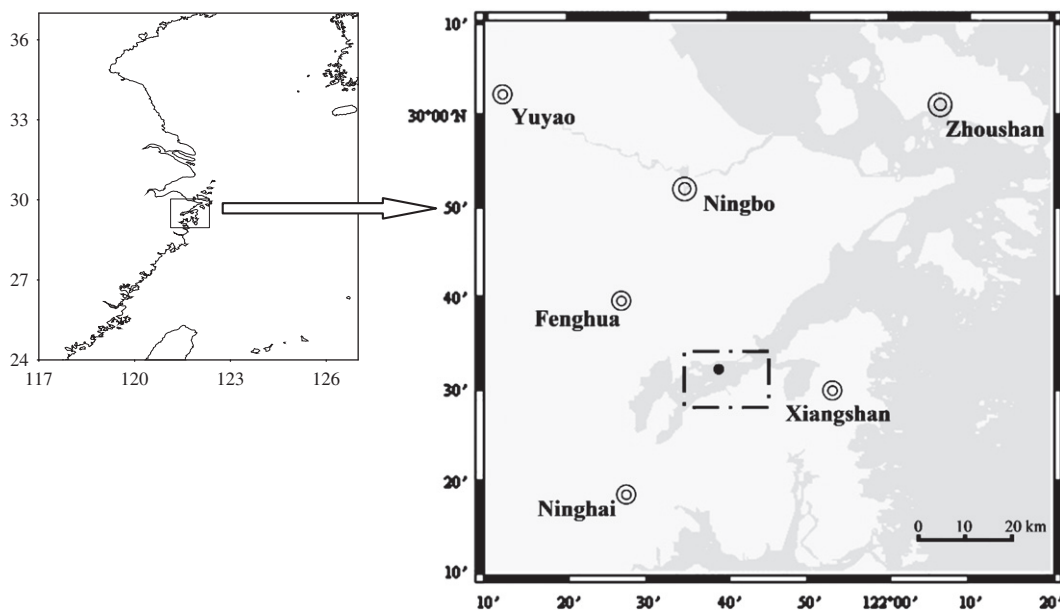 36
33
30
27
24
117
120
123
126
10′
30°00′N
50′
40′
30′
20′
10′
Yuyao
Zhoushan
Ningbo
Fenghua
Xiangshan
Ninghai
0 10 20 km
10′ 20′ 30′ 40′ 50′ 122°00′ 10′ 20′